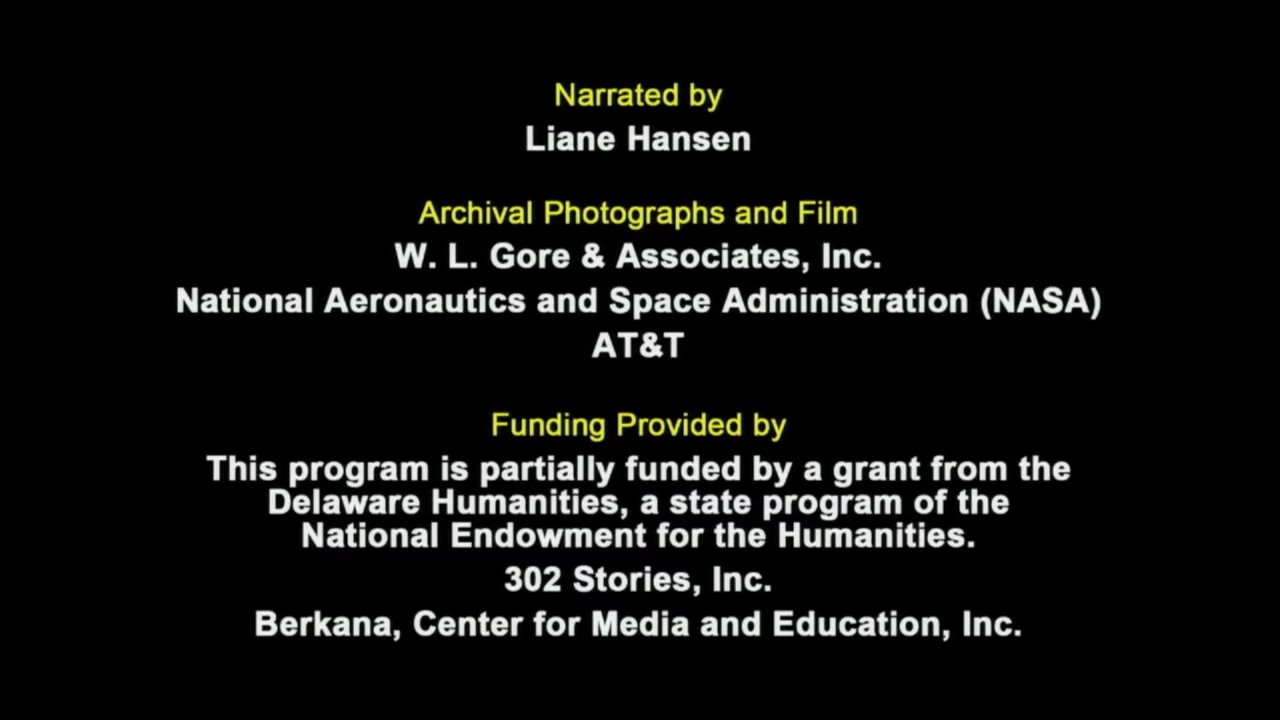 Narrated by
Liane Hansen
Archival Photographs and Film
W. L. Gore & Associates, Inc.
National Aeronautics and Space Administration (NASA)
AT&T
Funding Provided by
This program is partially funded by a grant from the
Delaware Humanities, a state program of the
National Endowment for the Humanities.
302 Stories, Inc.
Berkana, Center for Media and Education, Inc.